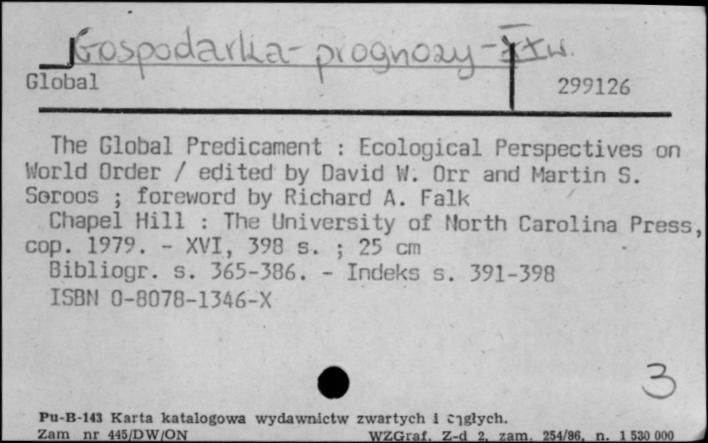 Gospodarka - prognozy - XX w.
Global
299126
The Global Predicament : Ecological Perspectives on
World Order / edited by David W. Orr and Martin S.
Soroos ; foreword by Richard A. Falk
Chapel Hill : The University of North Carolina Press,
cop. 1979. - XVI, 398 s. ; 25 cm
Bibliogr. s. 365-386. - Indeks s. 391-398
ISBN 0-8078-1346-X
3
Pu-B-143 Karta katalogowa wydawnictw zwartych i ciągłych.
Zam nr 445/DW/ON WZGraf. Z-d 2, zam. 254/86, n. 1 530 000